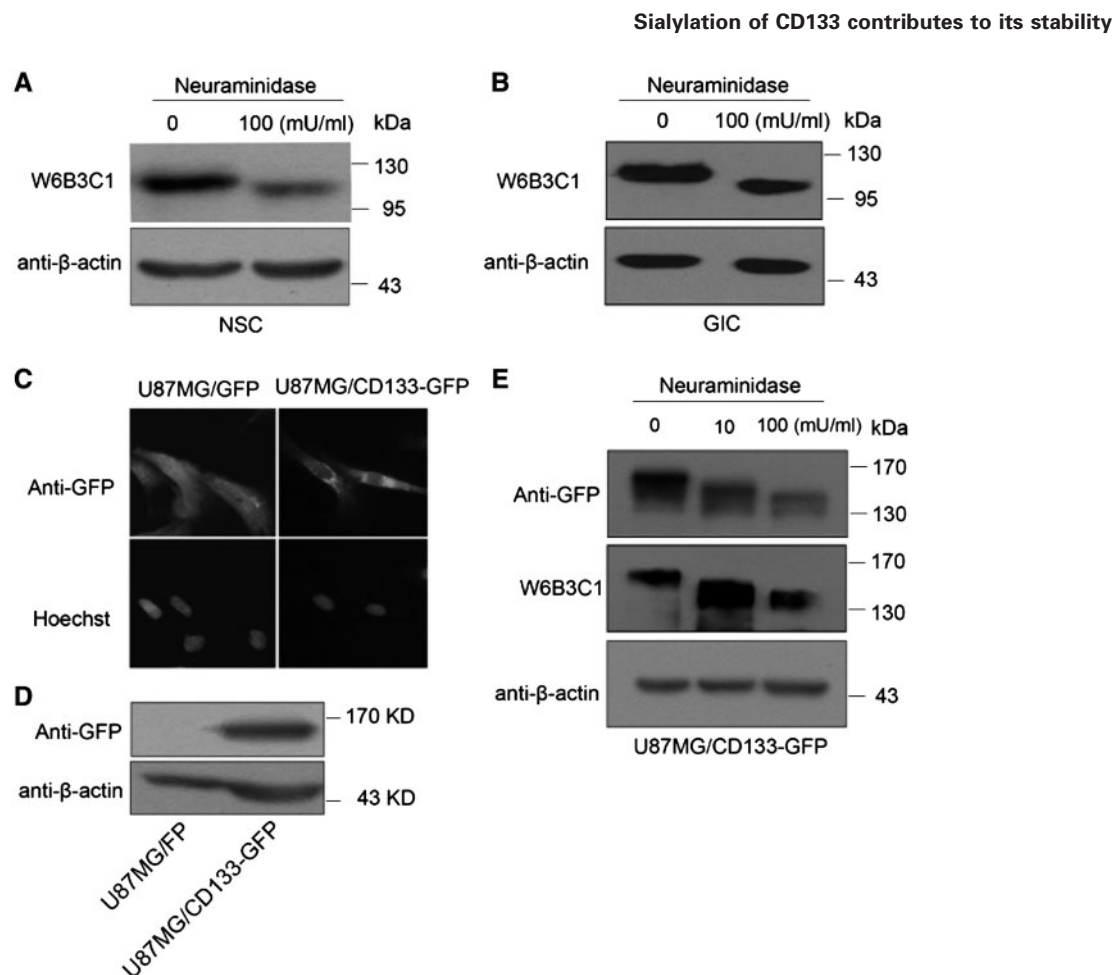 Sialylation of CD133 contributes to its stability
A
Neuraminidase
0 100 (mU/ml) kDa
W6B3C1
130
95
anti-β-actin
43
NSC
B
Neuraminidase
0 100 (mU/ml) kDa
W6B3C1
130
95
anti-β-actin
43
GIC
C
U87MG/GFP U87MG/CD133-GFP
Anti-GFP
Hoechst
D
Anti-GFP
170 KD
anti-β-actin
43 KD
U87MG/FP
U87MG/CD133-GFP
E
Neuraminidase
0 10 100 (mU/ml) kDa
Anti-GFP
170
130
W6B3C1
170
130
anti-β-actin
43
U87MG/CD133-GFP